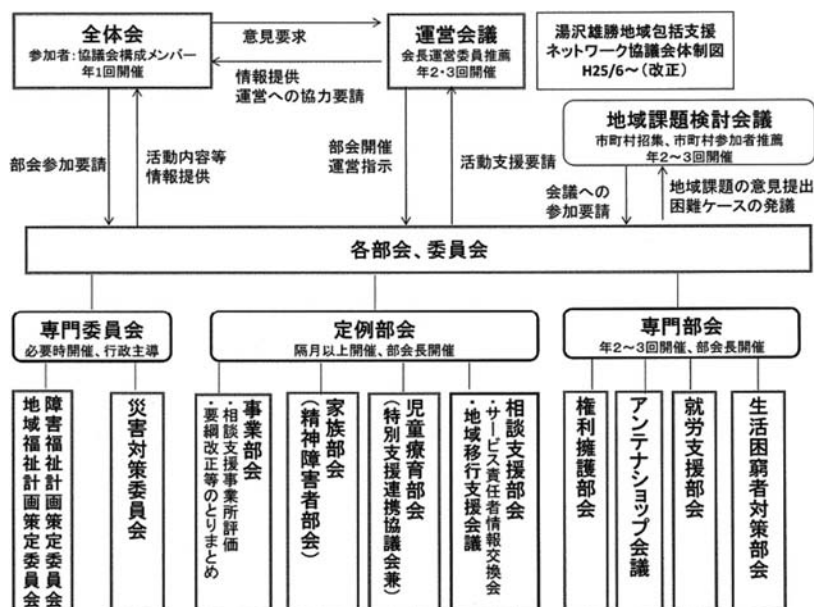 全体会
参加者：協議会構成メンバー
年1回開催
意見要求
情報提供
運営への協力要請
運営会議
会長運営委員推薦
年2・3回開催
湯沢雄勝地域包括支援
ネットワーク協議会体制図
H25/6～（改正）
地域課題検討会議
市町村招集、市町村参加者推薦
年2～3回開催
部会参加要請
活動内容等
情報提供
部会開催
運営指示
活動支援要請
会議への
参加要請
地域課題の意見提出
困難ケースの発議
各部会、委員会
専門委員会
必要時開催、行政主導
定例部会
隔月以上開催、部会長開催
専門部会
年2～3回開催、部会長開催
障害福祉計画策定委員会
地域福祉計画策定委員会
災害対策委員会
事業部会
・相談支援事業所評価
・要綱改正等のとりまとめ
家族部会
（精神障害者部会）
児童療育部会
（特別支援連携協議会兼）
相談支援部会
・サービス責任者情報交換会
・地域移行支援会議
権利擁護部会
アンテナショップ会議
就労支援部会
生活困窮者対策部会